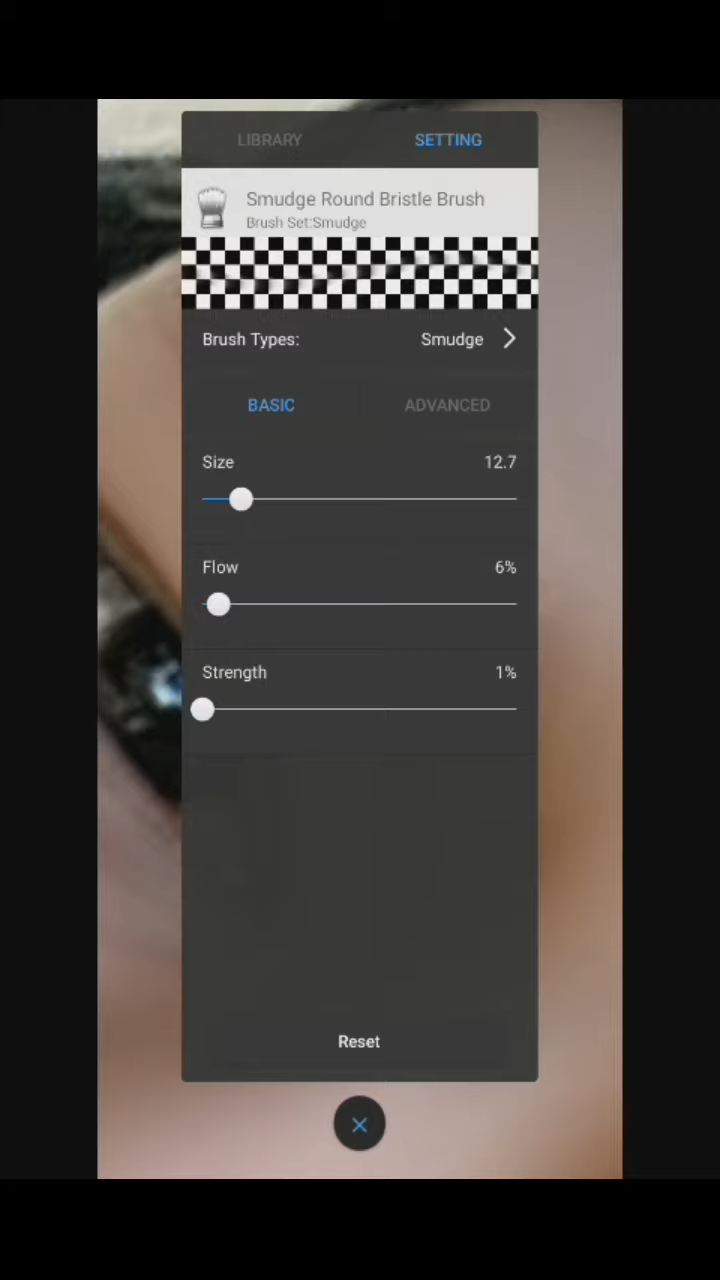 LIBRARY SETTING
Smudge Round Bristle Brush
Brush Set:Smudge
Brush Types: Smudge
BASIC ADVANCED
Size 12.7
Flow 6%
Strength 1%
Reset